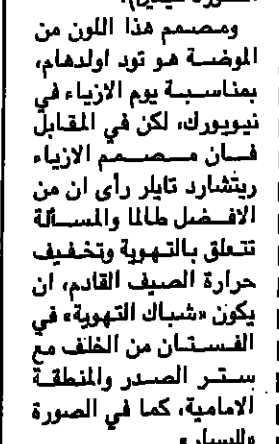 ومصمم هذا اللون من
الموضة هو تود اولدهام،
بمناسبة يوم الازياء في
نيويورك، لكن في المقابل
فان مصمم الازياء
ريتشارد تايلر رأى ان من
الافضل طالما والمسألة
تتعلق بالتهوية وتخفيف
حرارة الصيف القادم، ان
يكون «شباك التهوية» في
الفستان من الخلف مع
ستر الصدر والمنطقة
الامامية، كما في الصورة